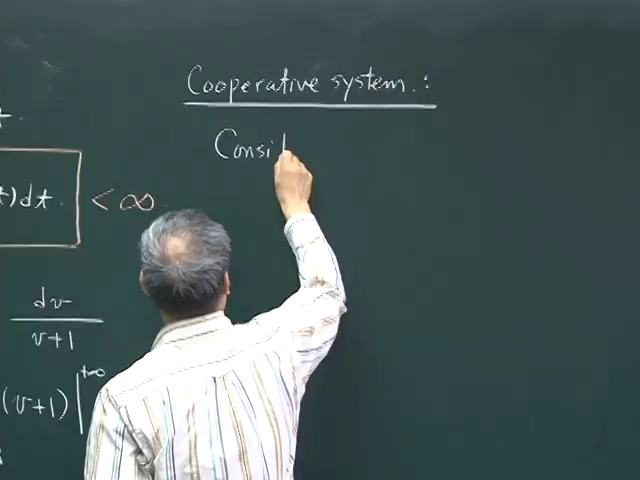 Cooperative system. :
Consi
t)dt. < ∞
dv
v+1
(v+1) |+∞